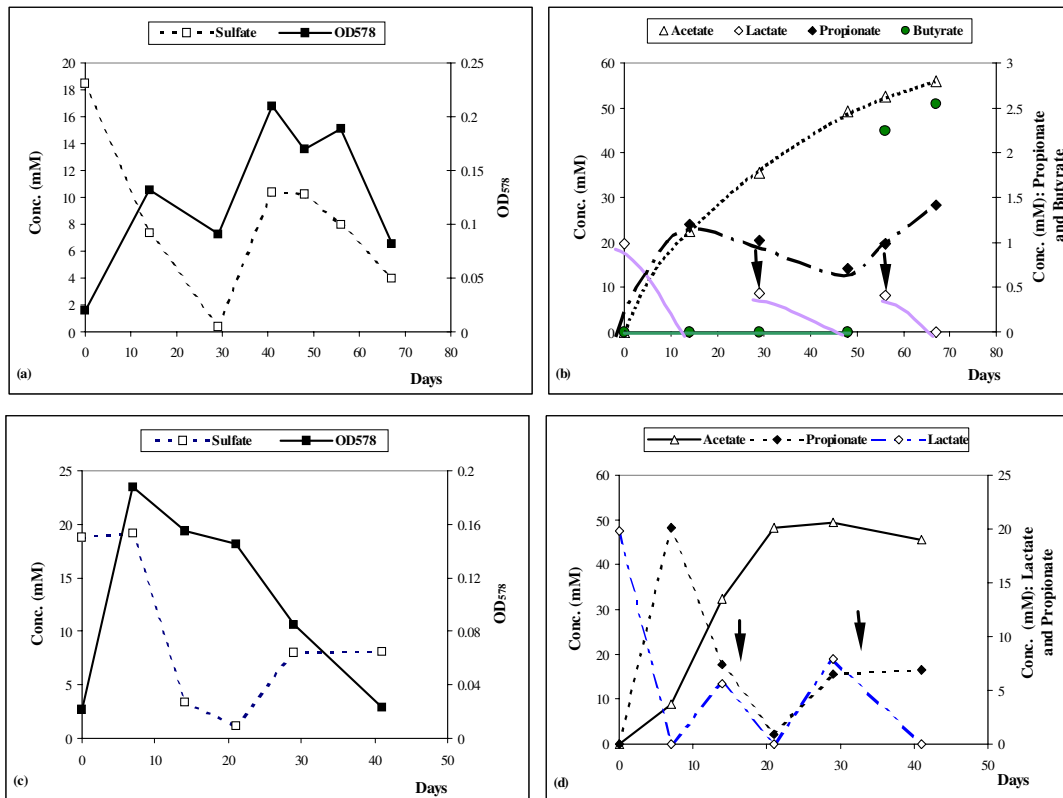 Sulfate OD578
20
18
16
14
12
10
8
6
4
2
0
Conc. (mM)
0.25
0.2
0.15
0.1
0.05
0
OD578
0 10 20 30 40 50 60 70 80
Days
(a)
Acetate Lactate Propionate Butyrate
60
50
40
30
20
10
0
Conc. (mM)
3
2.5
2
1.5
1
0.5
0
Conc. (mM): Propionate
and Butyrate
0 10 20 30 40 50 60 70 80
Days
(b)
Sulfate OD578
25
20
15
10
5
0
Conc. (mM)
0.2
0.16
0.12
0.08
0.04
0
OD578
0 10 20 30 40 50
Days
(c)
Acetate Propionate Lactate
60
50
40
30
20
10
0
Conc. (mM)
25
20
15
10
5
0
Conc. (mM): Lactate
and Propionate
0 10 20 30 40 50
Days
(d)